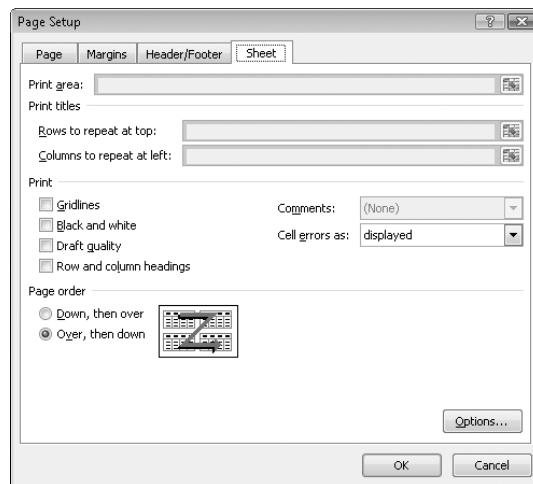 Page Setup
Page Margins Header/Footer Sheet
Print area:
Print titles
Rows to repeat at top:
Columns to repeat at left:
Print
Gridlines
Black and white
Draft quality
Row and column headings
Comments: (None)
Cell errors as: displayed
Page order
Down, then over
Over, then down
Options...
OK Cancel